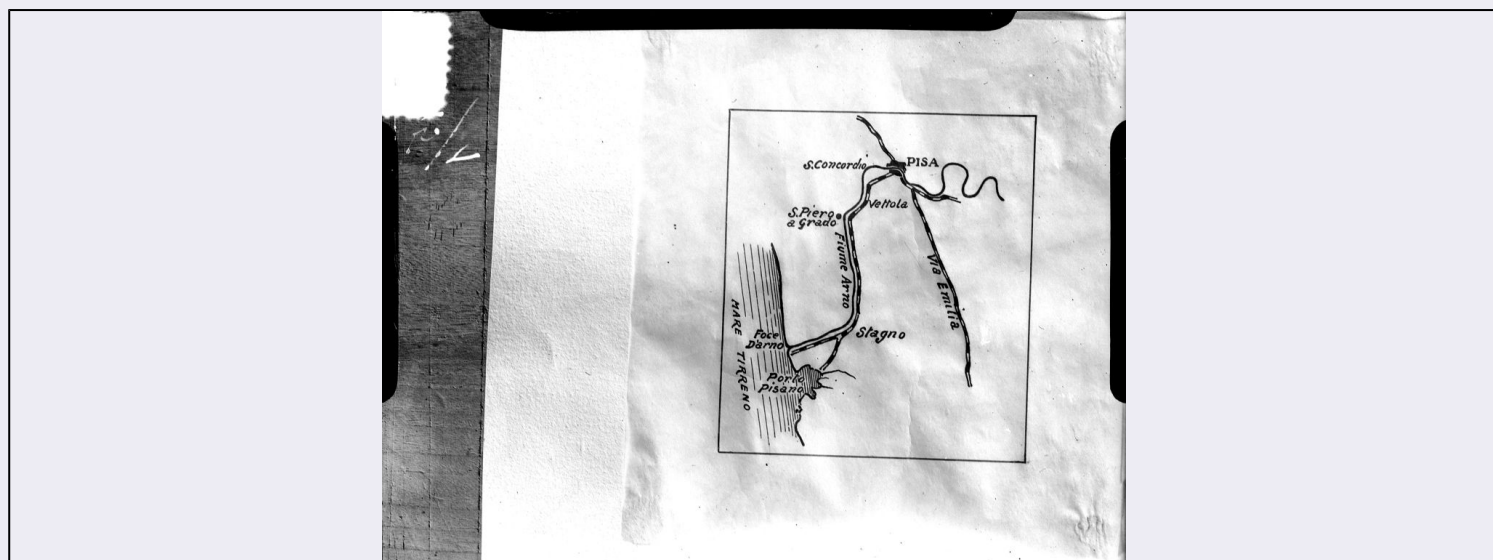 S. Concordio
PISA
Vettola
S. Piero
a Grado
Fiume Arno
Via Emilia
MARE TIRRENO
Foce
D'arno
Stagno
Porto
Pisano